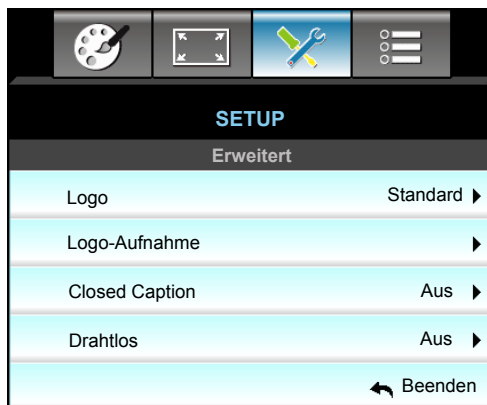 SETUP
Erweitert
Logo Standard
Logo-Aufnahme
Closed Caption Aus
Drahtlos Aus
Beenden